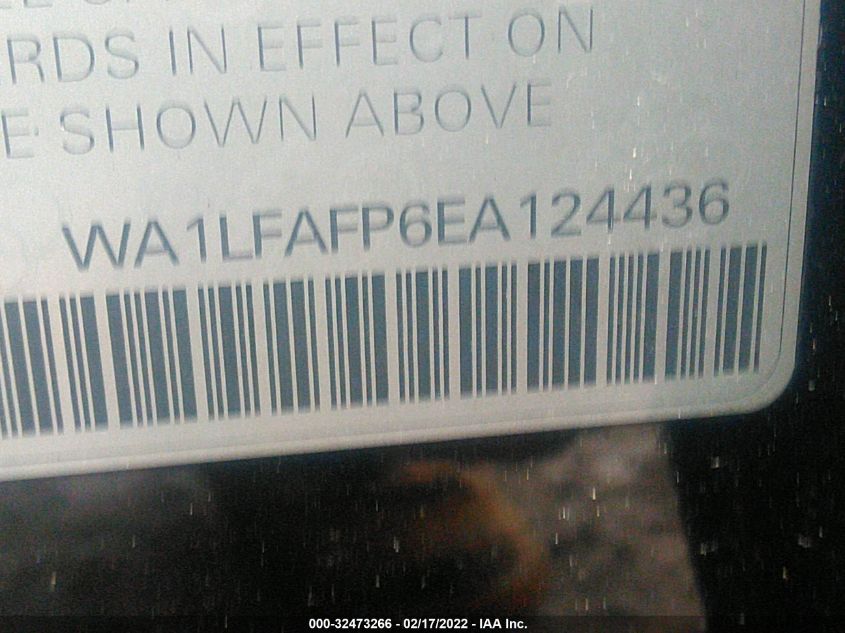 RDS IN EFFECT ON
E SHOWN ABOVE
WA1LFAFP6EA124436
000-32473266 - 02/17/2022 - IAA Inc.